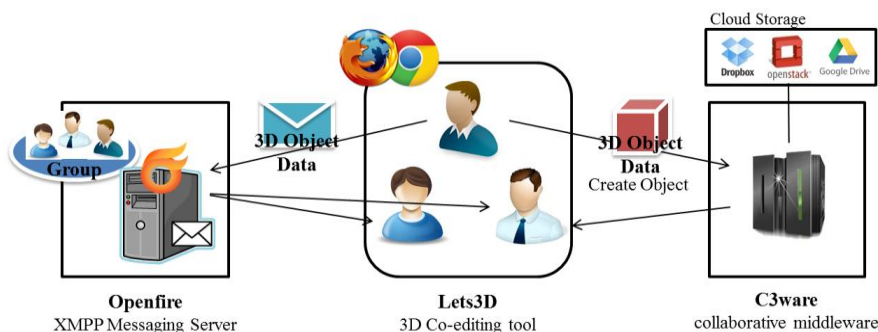 Cloud Storage
Dropbox
openstack
Google Drive
3D Object
Data
3D Object
Data
Create Object
Group
Openfire
XMPP Messaging Server
Lets3D
3D Co-editing tool
C3ware
collaborative middleware